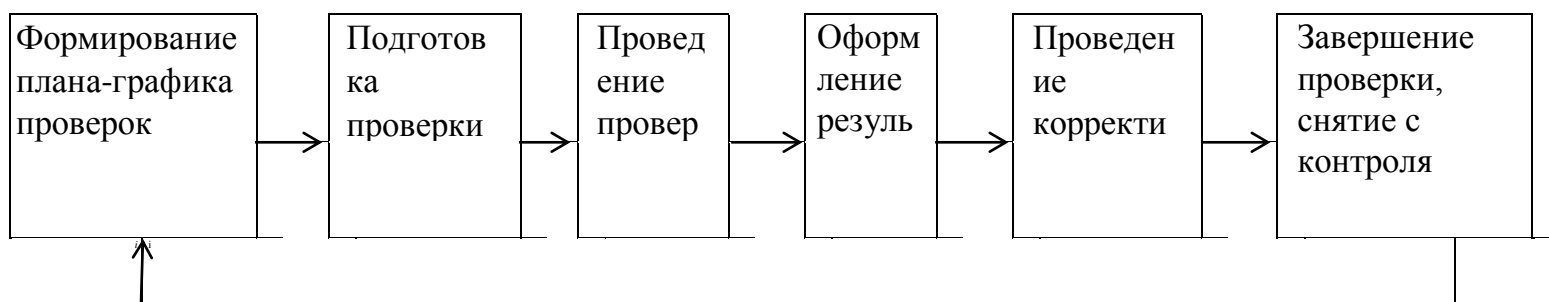 Формирование
плана-графика
проверок
Подготов
ка
проверки
Провед
ение
провер
Оформ
ление
резуль
Проведен
ие
корректи
Завершение
проверки,
снятие с
контроля